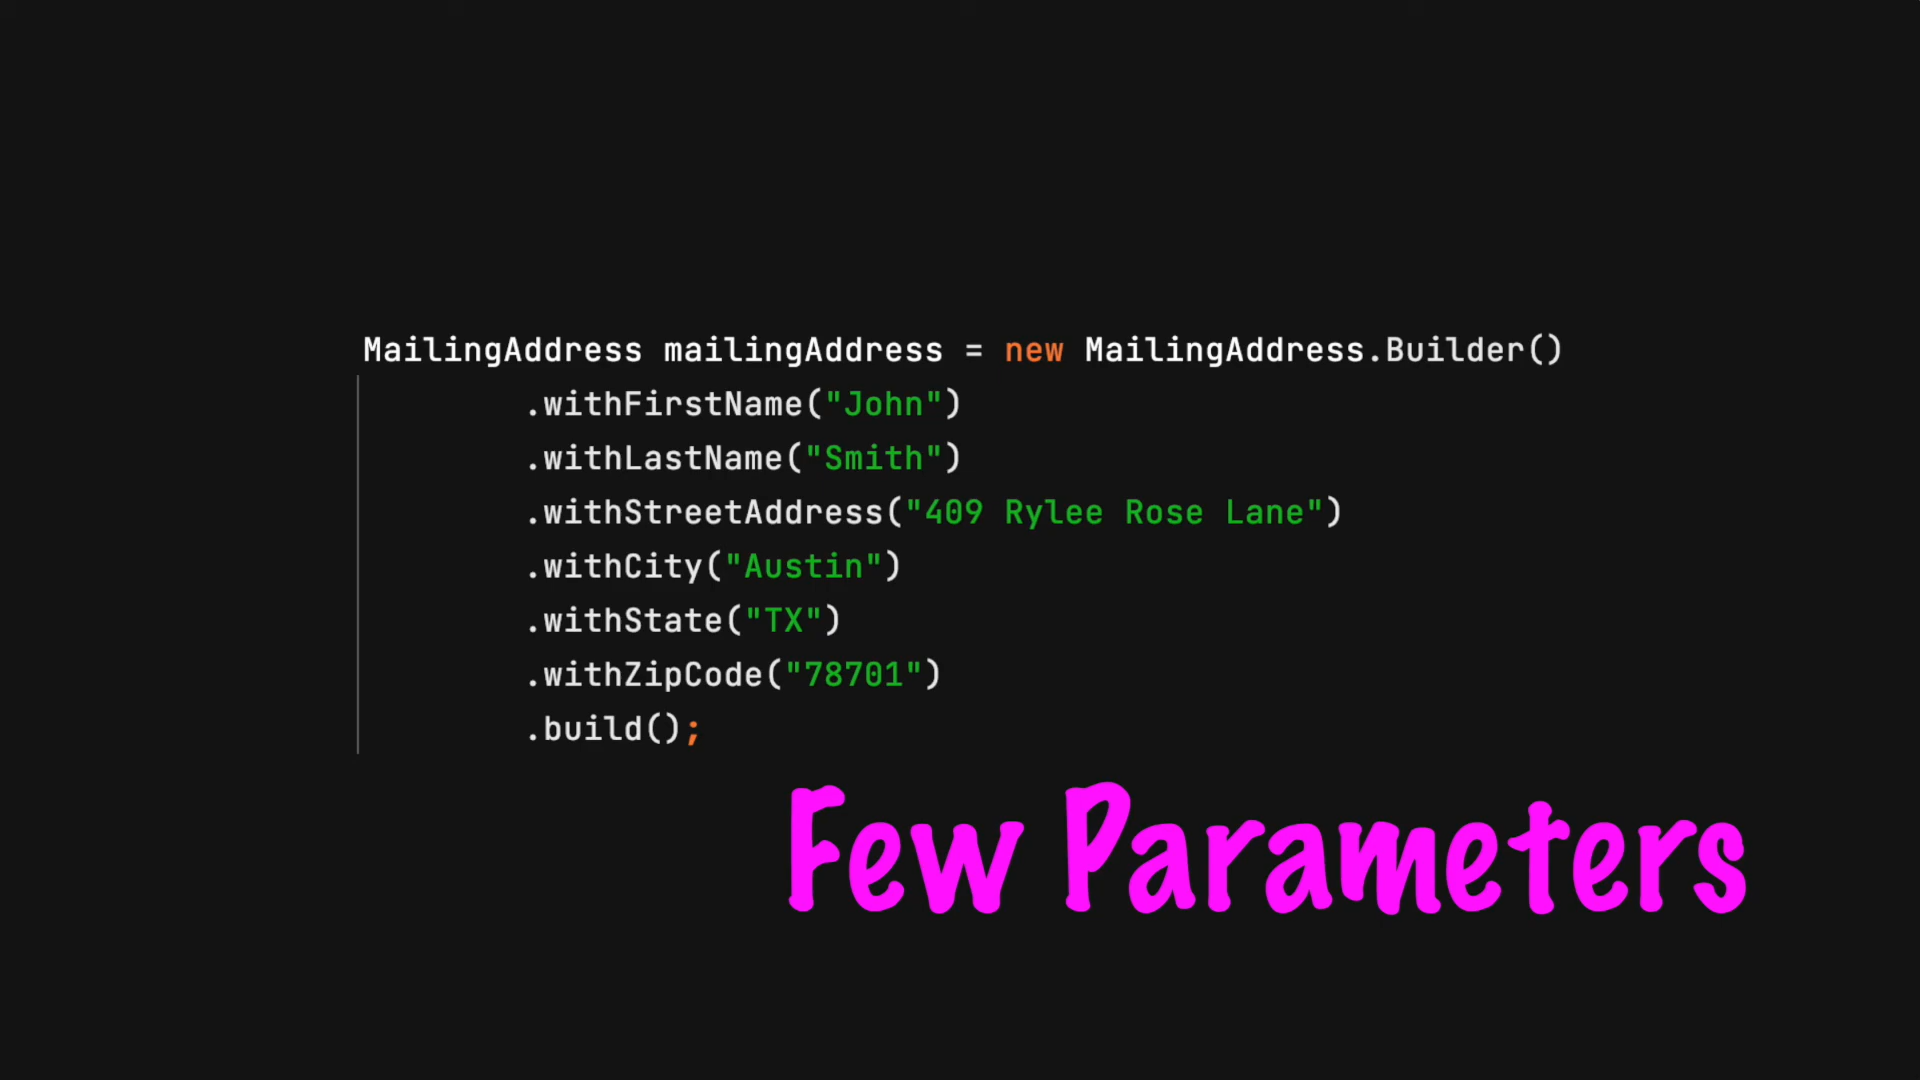 MailingAddress mailingAddress = new MailingAddress.Builder()
.withFirstName("John")
.withLastName("Smith")
.withStreetAddress("409 Rylee Rose Lane")
.withCity("Austin")
.withState("TX")
.withZipCode("78701")
.build();
Few Parameters